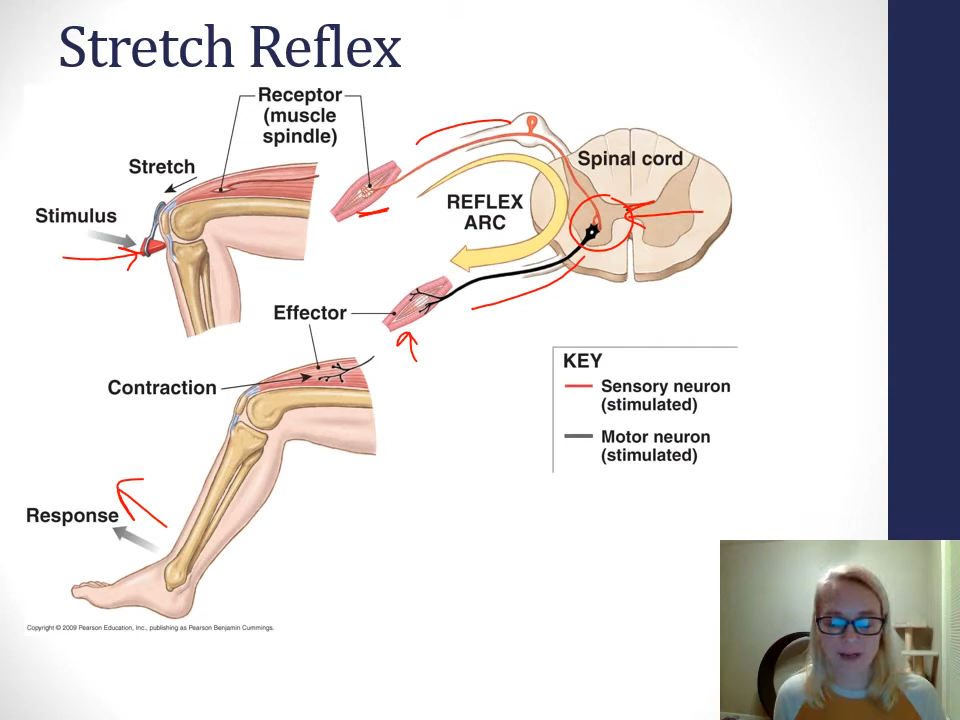 Stretch Reflex
Receptor
(muscle
spindle)
Stretch
Spinal cord
Stimulus
REFLEX
ARC
Effector
Contraction
KEY
Sensory neuron
(stimulated)
Motor neuron
(stimulated)
Response
Copyright © 2009 Pearson Education, Inc., publishing as Pearson Benjamin Cummings.